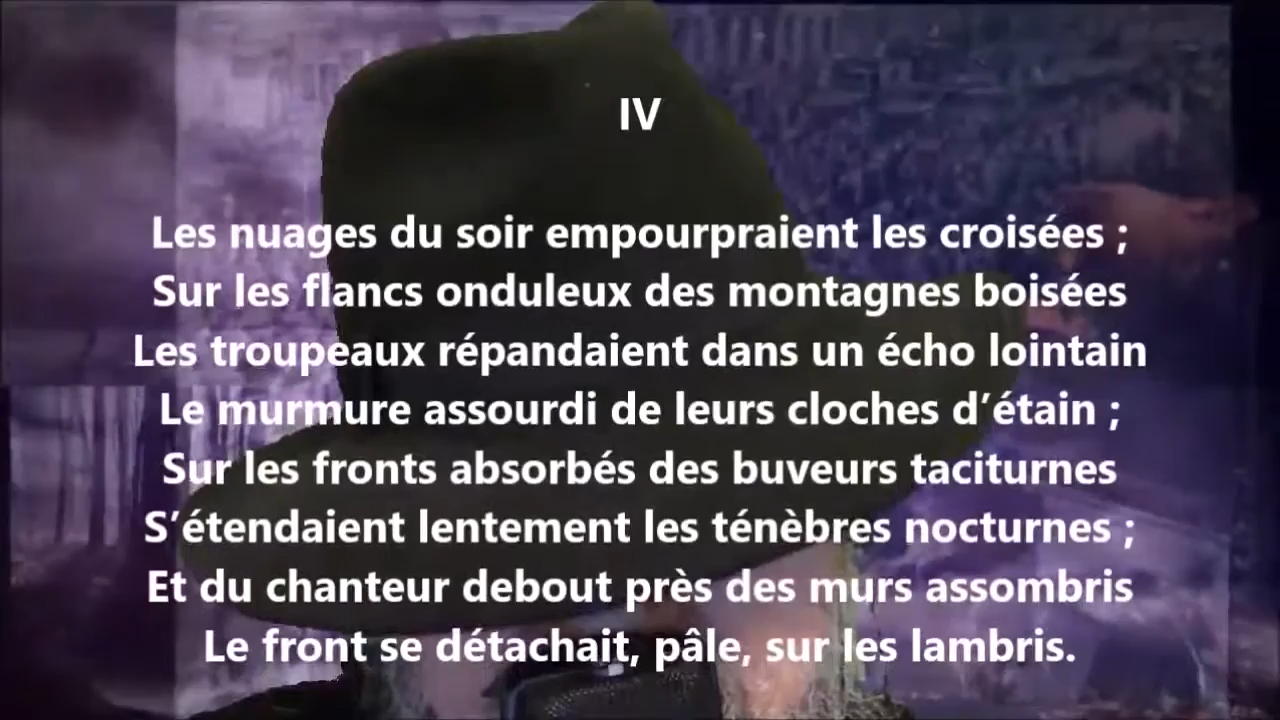 IV
Les nuages du soir empourpraient les croisées ;
Sur les flancs onduleux des montagnes boisées
Les troupeaux répandaient dans un écho lointain
Le murmure assourdi de leurs cloches d’étain ;
Sur les fronts absorbés des buveurs taciturnes
S’étendaient lentement les ténèbres nocturnes ;
Et du chanteur debout près des murs assombris
Le front se détachait, pâle, sur les lambris.